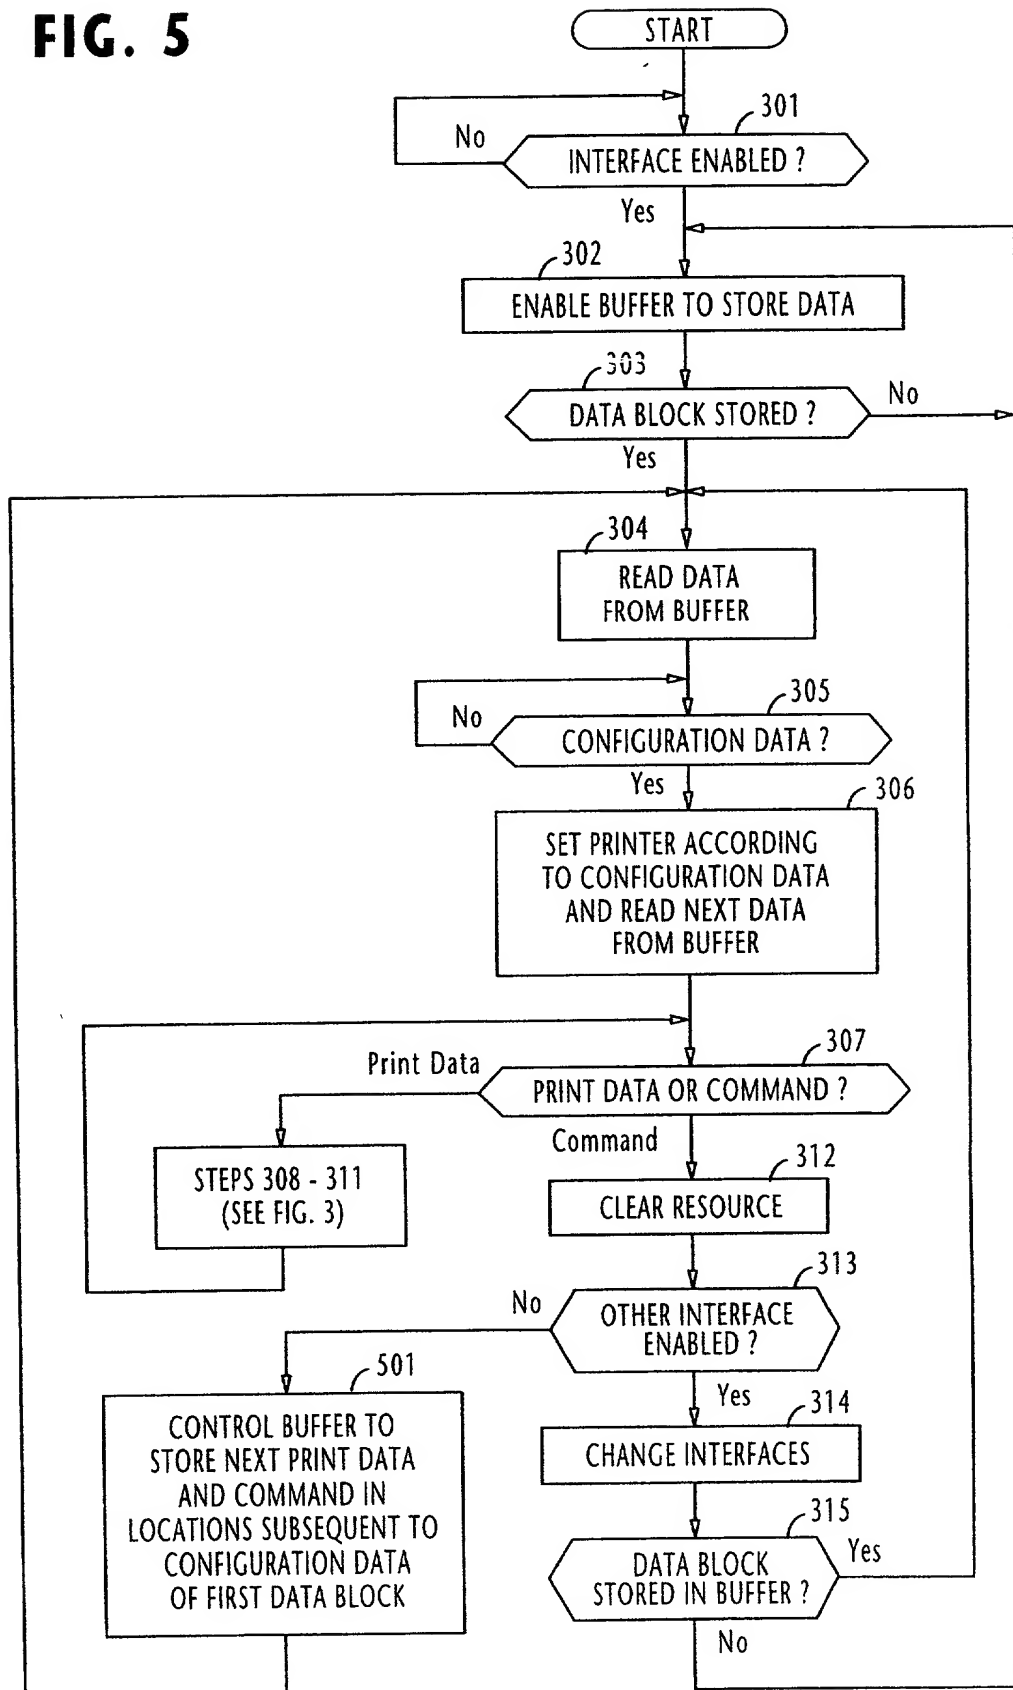 FIG. 5
START
301
No
INTERFACE ENABLED ?
Yes
302
ENABLE BUFFER TO STORE DATA
303
DATA BLOCK STORED ?
No
Yes
304
READ DATA
FROM BUFFER
305
No
CONFIGURATION DATA ?
Yes
306
SET PRINTER ACCORDING
TO CONFIGURATION DATA
AND READ NEXT DATA
FROM BUFFER
307
Print Data
PRINT DATA OR COMMAND ?
Command
STEPS 308 - 311
(SEE FIG. 3)
312
CLEAR RESOURCE
313
No
OTHER INTERFACE
ENABLED ?
Yes
501
CONTROL BUFFER TO
STORE NEXT PRINT DATA
AND COMMAND IN
LOCATIONS SUBSEQUENT TO
CONFIGURATION DATA
OF FIRST DATA BLOCK
314
CHANGE INTERFACES
315
DATA BLOCK
STORED IN BUFFER ?
Yes
No